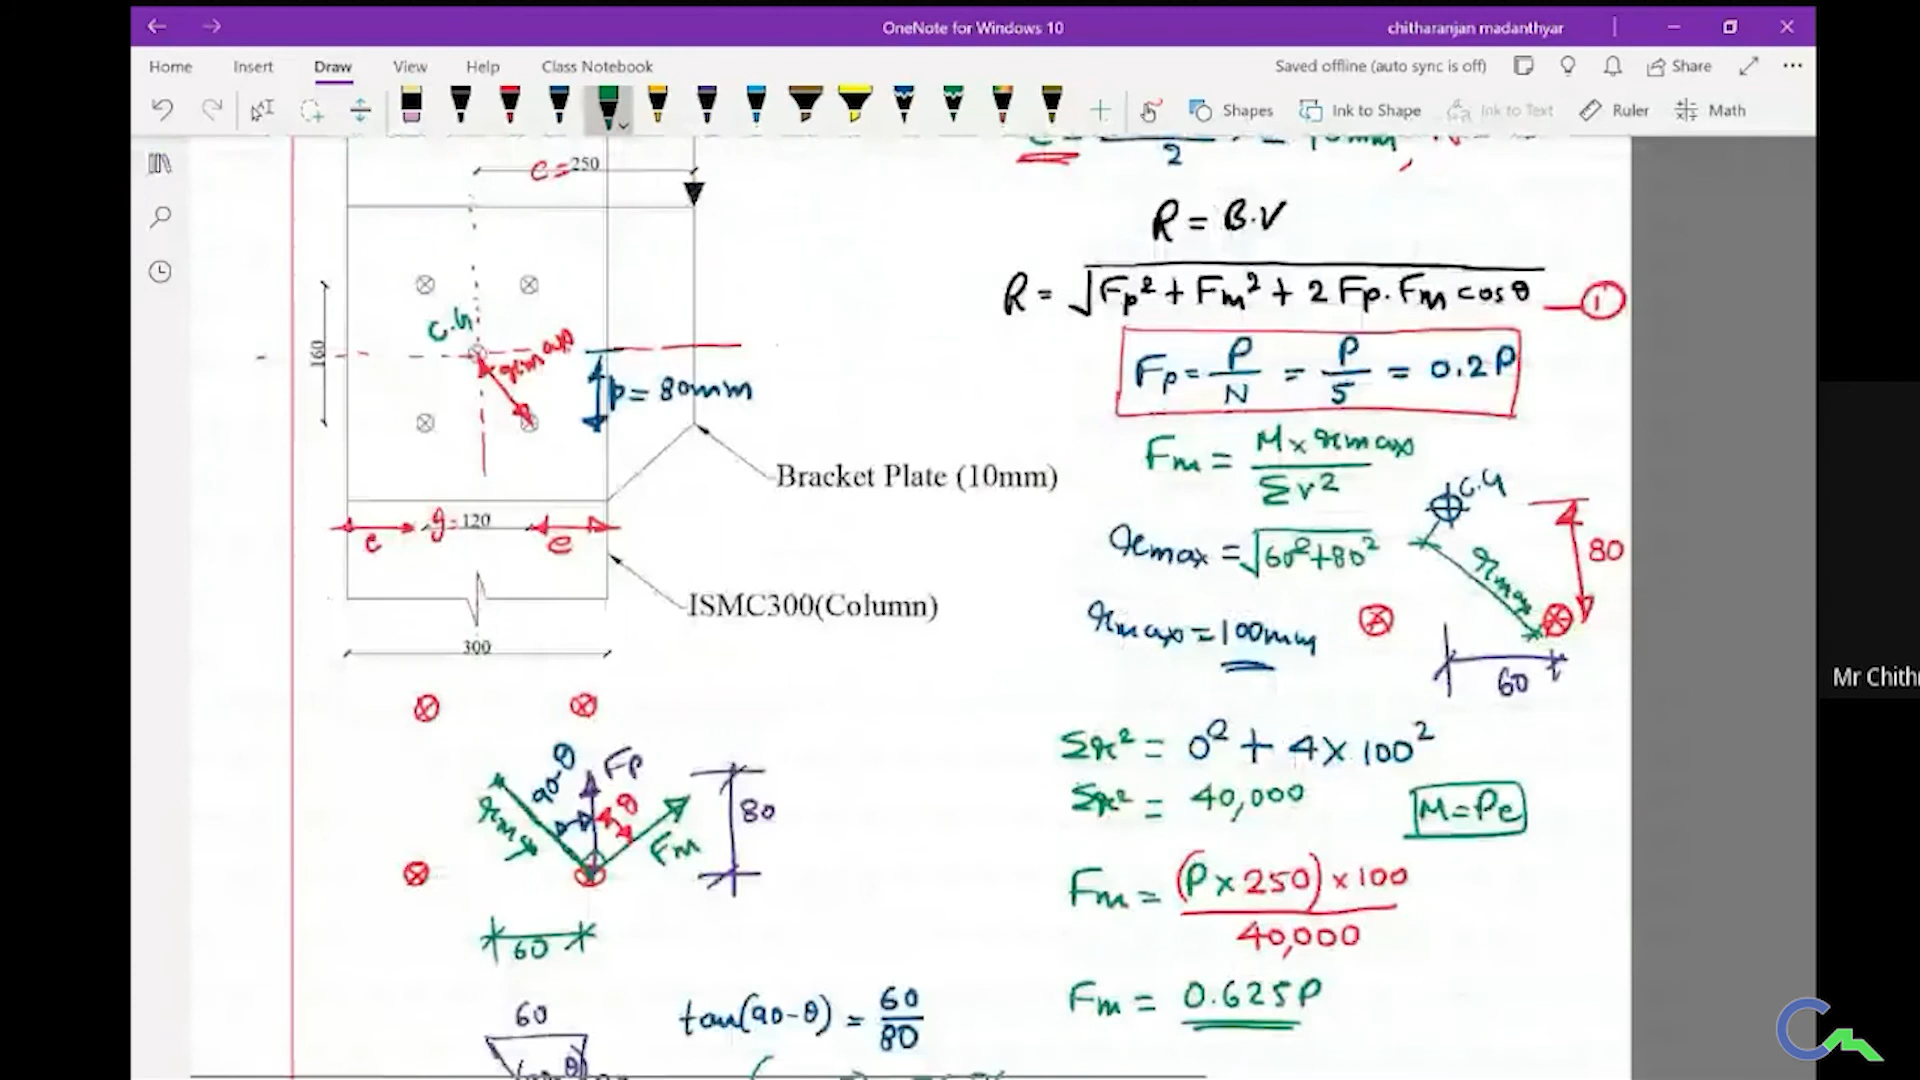 OneNote for Windows 10
chitharanjan madanthyar
Home Insert Draw View Help Class Notebook
Saved offline (auto sync is off) Share
Shapes Ink to Shape Ink to Text Ruler Math
e=250
2
R = B.V
R = √Fp² + Fm² + 2 Fp. Fm cos θ — 1
C.G
160
p = 80mm
Fp = P/N = P/5 = 0.2P
Fm = M × rmax / Σr²
Bracket Plate (10mm)
C.G
80
rmax
60
rmax = √60²+80²
e g=120 e
ISMC300(Column)
rmax = 100mm
300
Σr² = 0² + 4×100²
Σr² = 40,000
M=Pe
90-θ Fp θ
Fm
80
60
Fm = (P × 250) × 100 / 40,000
Fm = 0.625P
60
tan(90-θ) = 60/80
Mr Chith